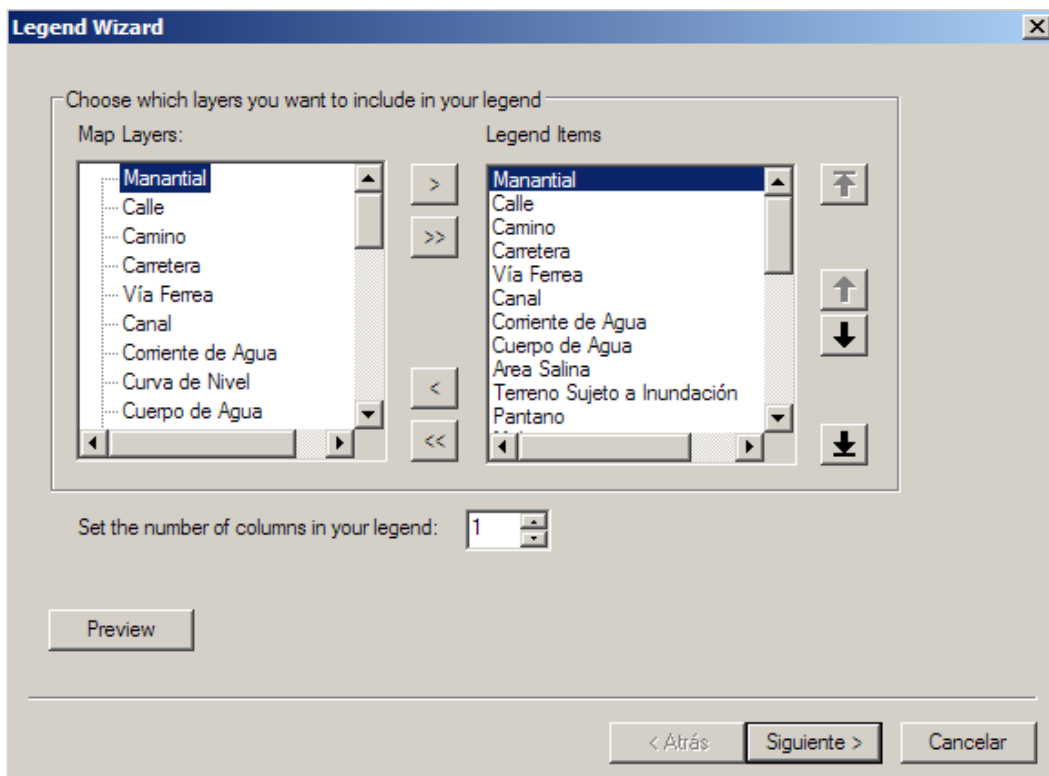 Legend Wizard
Choose which layers you want to include in your legend
Map Layers:
Manantial
Calle
Camino
Carretera
Vía Ferrea
Canal
Corriente de Agua
Curva de Nivel
Cuerpo de Agua
>
>>
<
<<
Legend Items
Manantial
Calle
Camino
Carretera
Vía Ferrea
Canal
Corriente de Agua
Cuerpo de Agua
Area Salina
Terreno Sujeto a Inundación
Pantano
Set the number of columns in your legend: 1
Preview
< Atrás
Siguiente >
Cancelar